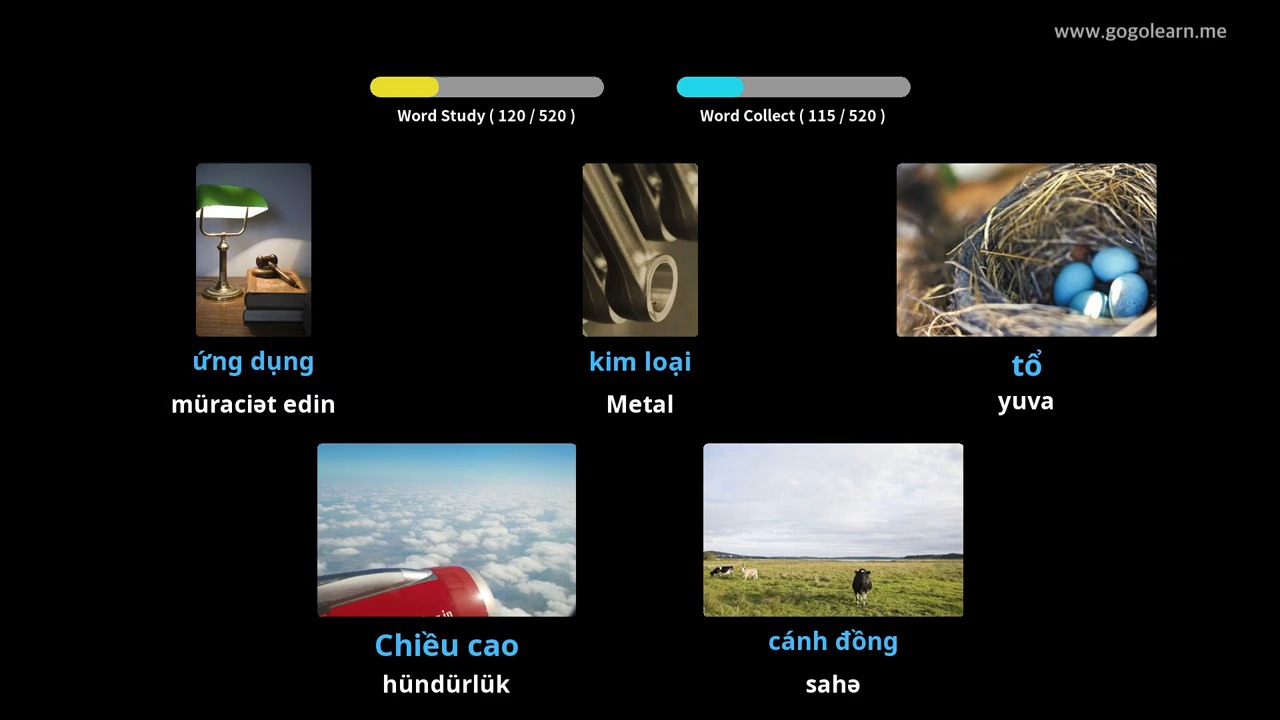 www.gogolearn.me
Word Study ( 120 / 520 )
Word Collect ( 115 / 520 )
ứng dụng
müraciət edin
kim loại
Metal
tổ
yuva
Chiều cao
hündürlük
cánh đồng
sahə